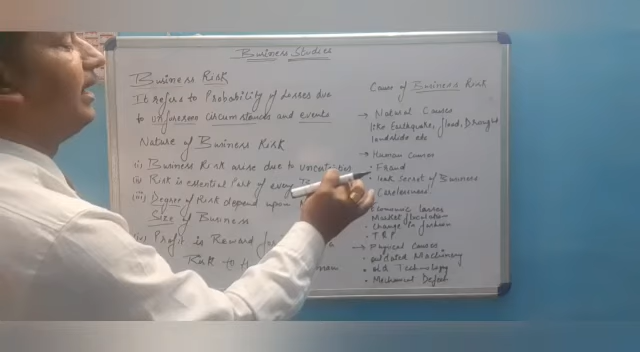 Business Studies
Business Risk
It refers to Probability of Losses due
to unforeseen circumstances and events
Nature of Business Risk
(i) Business Risk arise due to uncertainties
(ii) Risk is essential Part of every
(iii) Degree of Risk depend upon
Size of Business
Profit is Reward for
Risk to
Cause of Business Risk
→ Natural Causes
like Earthquake, flood, Drought
landslide etc
→ Human causes
• Fraud
• leak Secret of Business
• Carelessness
Economic causes
Market fluctuation
• Change in fashion
→ Physical causes
• outdated Machinery
• old Technology
• Mechanical Defect